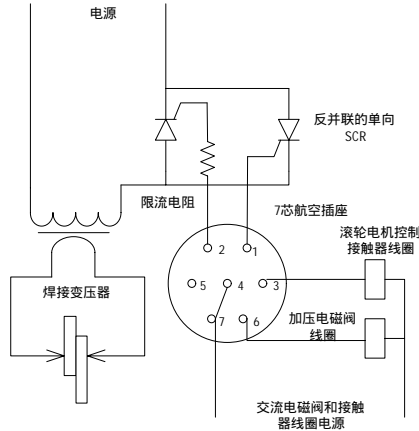 电源
反并联的单向
SCR
限流电阻
7芯航空插座
2
1
滚轮电机控制
接触器线圈
5
4
3
焊接变压器
7
6
加压电磁阀
线圈
交流电磁阀和接触
器线圈电源